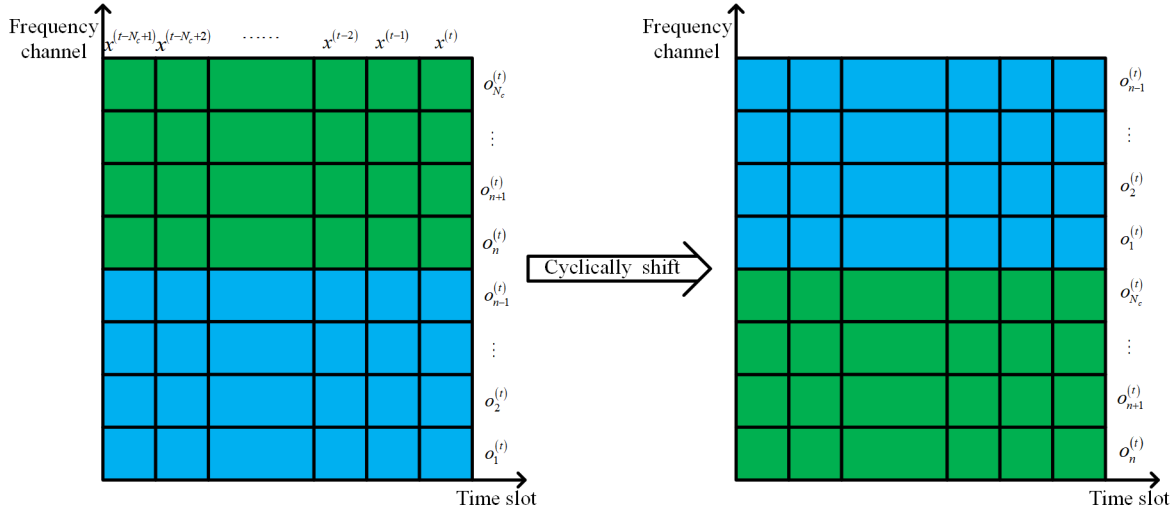 Frequency channel
x^{(t-N_c+1)} x^{(t-N_c+2)} ...... x^{(t-2)} x^{(t-1)} x^{(t)}
o_{N_c}^{(t)}
⋮
o_{n+1}^{(t)}
o_n^{(t)}
o_{n-1}^{(t)}
⋮
o_2^{(t)}
o_1^{(t)}
Time slot
Cyclically shift
Frequency channel
o_{n-1}^{(t)}
⋮
o_2^{(t)}
o_1^{(t)}
o_{N_c}^{(t)}
⋮
o_{n+1}^{(t)}
o_n^{(t)}
Time slot